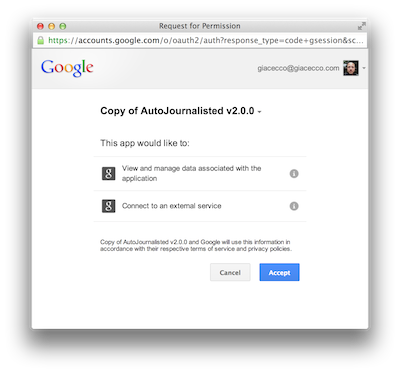 Request for Permission
https://accounts.google.com/o/oauth2/auth?response_type=code+gsession&sc...
Google
giacecco@giacecco.com
Copy of AutoJournalisted v2.0.0
This app would like to:
View and manage data associated with the
application
Connect to an external service
Copy of AutoJournalisted v2.0.0 and Google will use this information in
accordance with their respective terms of service and privacy policies.
Cancel
Accept